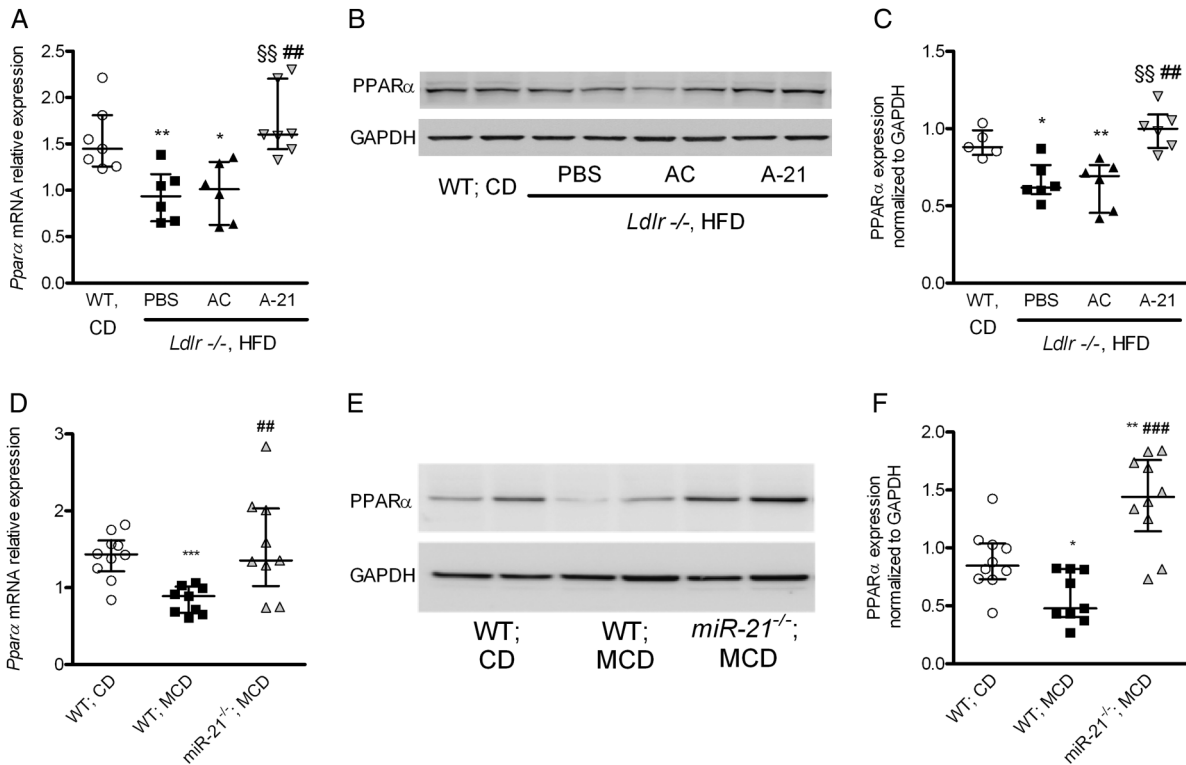 A
Pparα mRNA relative expression
2.5
2.0
1.5
1.0
0.5
0.0
**
*
§§ ##
WT,
CD
PBS
AC
A-21
Ldlr -/-, HFD
B
PPARα
GAPDH
WT; CD
PBS
AC
A-21
Ldlr -/-, HFD
C
PPARα expression
normalized to GAPDH
1.5
1.0
0.5
0.0
*
**
§§ ##
WT,
CD
PBS
AC
A-21
Ldlr -/-, HFD
D
Pparα mRNA relative expression
3
2
1
0
***
##
WT; CD
WT; MCD
miR-21-/-; MCD
E
PPARα
GAPDH
WT;
CD
WT;
MCD
miR-21-/-;
MCD
F
PPARα expression
normalized to GAPDH
2.0
1.5
1.0
0.5
0.0
*
** ###
WT; CD
WT; MCD
miR-21-/-; MCD